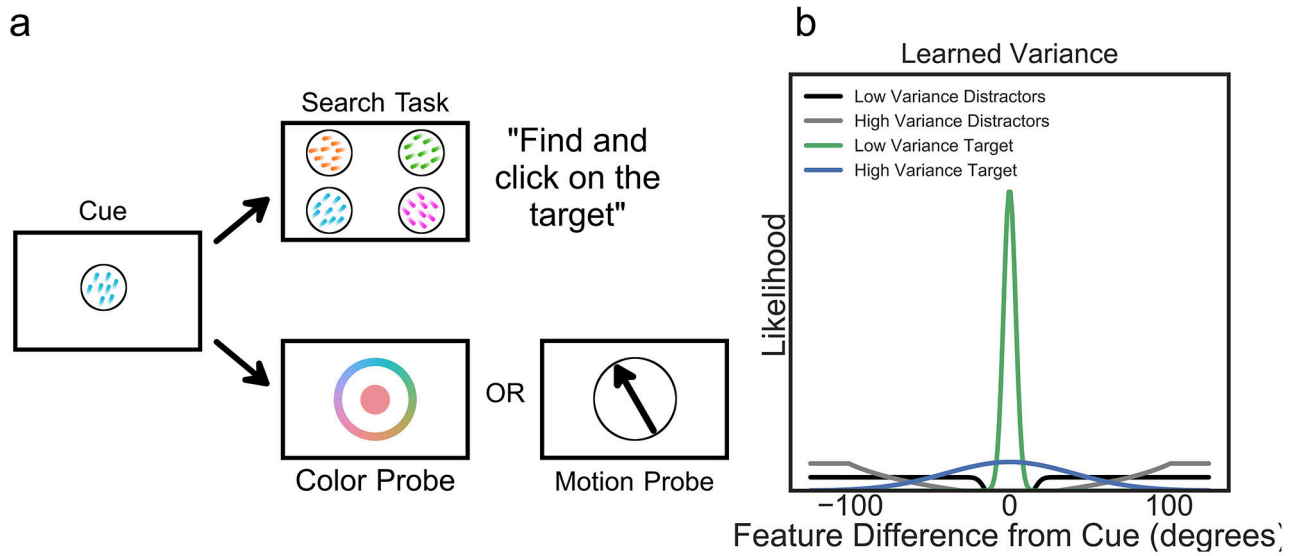 a
Cue
Search Task
"Find and
click on the
target"
Color Probe
OR
Motion Probe
b
Learned Variance
Low Variance Distractors
High Variance Distractors
Low Variance Target
High Variance Target
Likelihood
−100
0
100
Feature Difference from Cue (degrees)